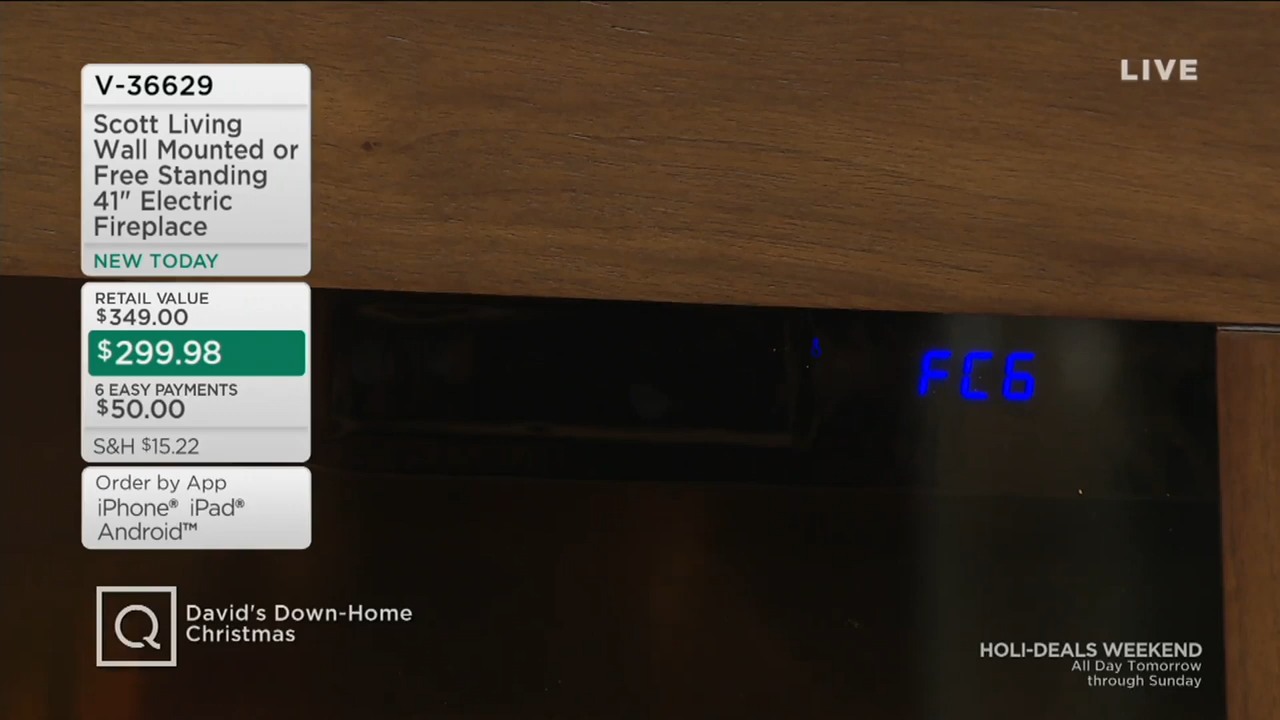 V-36629
Scott Living
Wall Mounted or
Free Standing
41" Electric
Fireplace
NEW TODAY
RETAIL VALUE
$349.00
$299.98
6 EASY PAYMENTS
$50.00
S&H $15.22
Order by App
iPhone® iPad®
Android™
Q
David's Down-Home
Christmas
LIVE
FC6
HOLI-DEALS WEEKEND
All Day Tomorrow
through Sunday